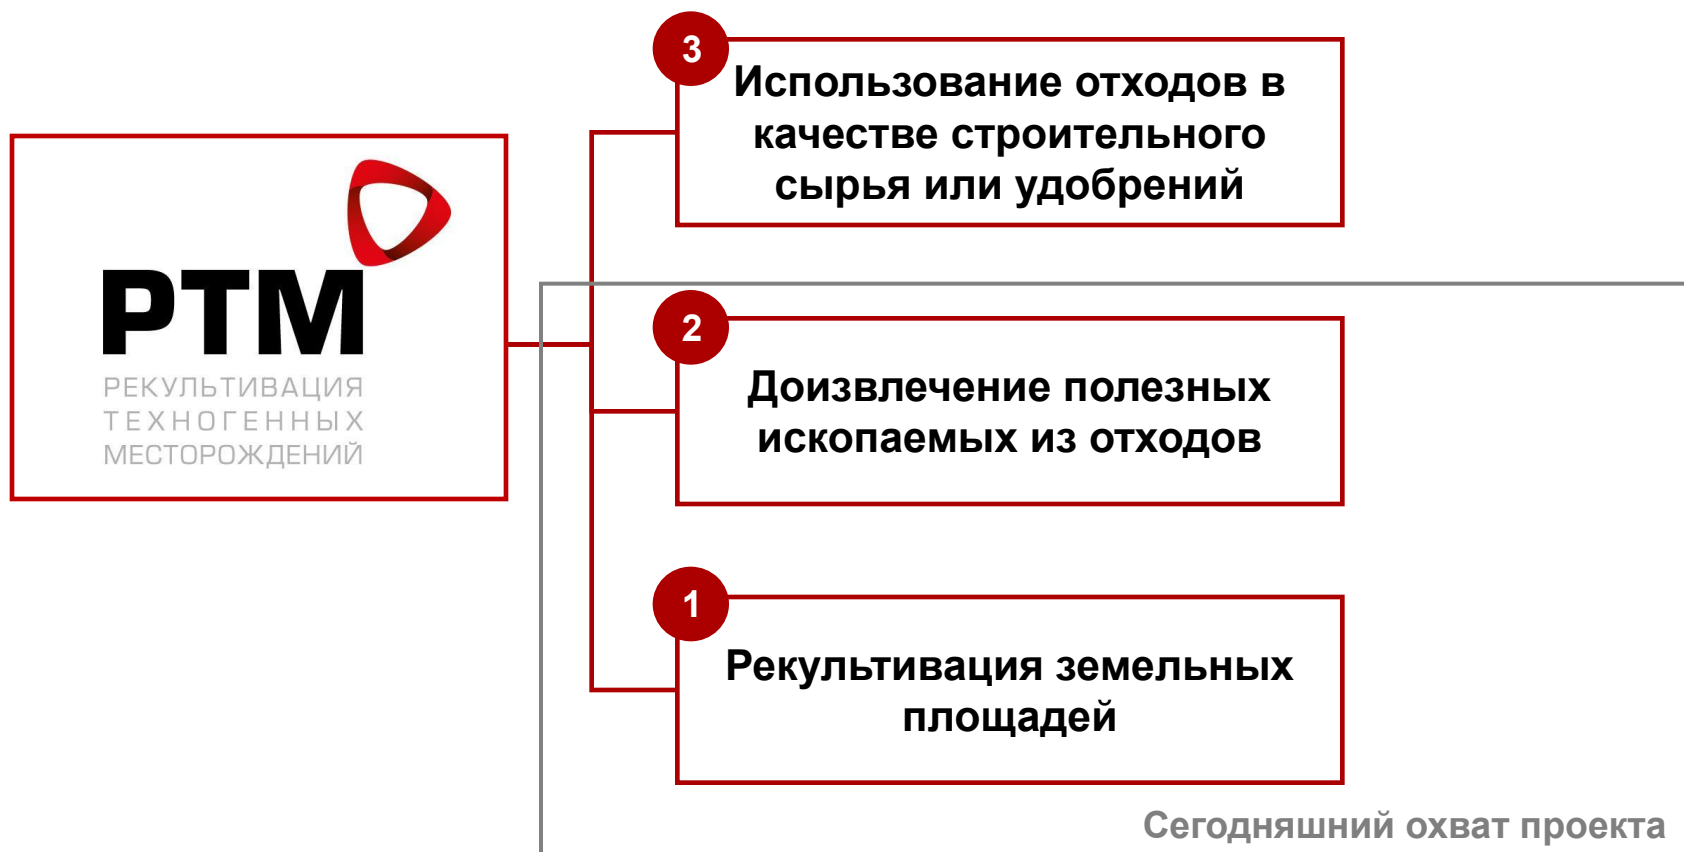 РТМ
РЕКУЛЬТИВАЦИЯ
ТЕХНОГЕННЫХ
МЕСТОРОЖДЕНИЙ
3
Использование отходов в
качестве строительного
сырья или удобрений
2
Доизвлечение полезных
ископаемых из отходов
1
Рекультивация земельных
площадей
Сегодняшний охват проекта